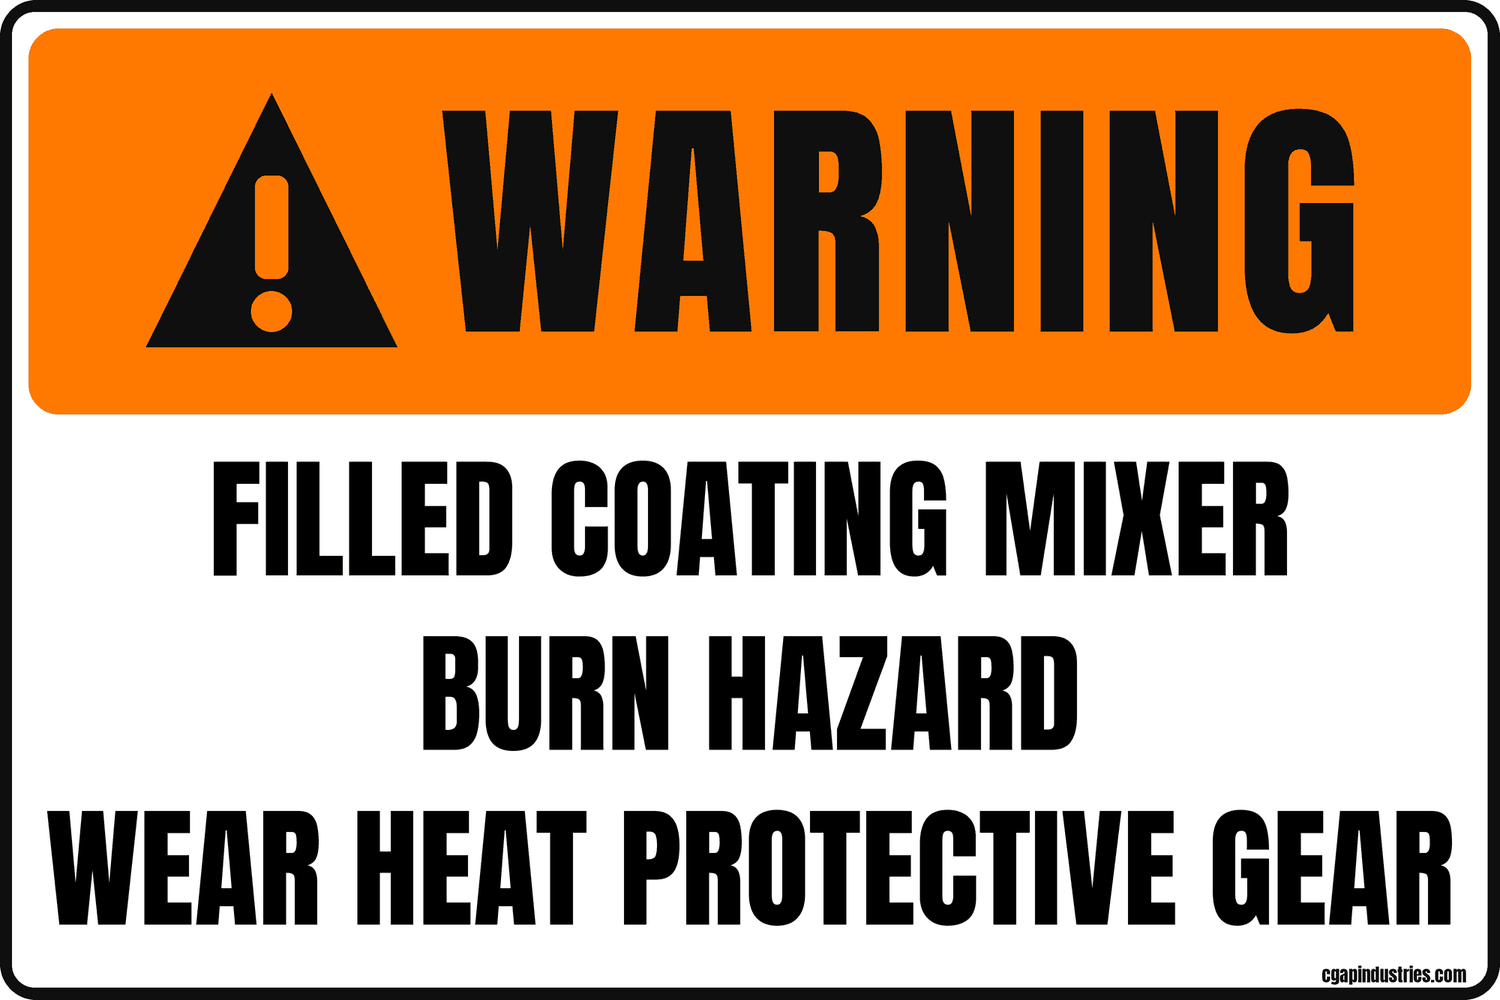 WARNING
FILLED COATING MIXER
BURN HAZARD
WEAR HEAT PROTECTIVE GEAR
cgapindustries.com